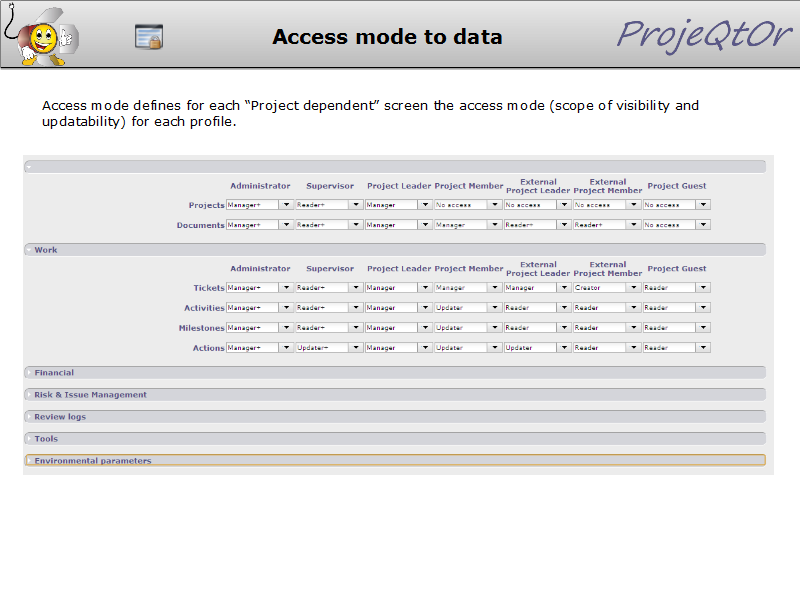 Access mode to data
ProjeQtOr
Access mode defines for each “Project dependent” screen the access mode (scope of visibility and
updatability) for each profile.
Administrator Supervisor Project Leader Project Member External Project Leader External Project Member Project Guest
Projects Manager+ Reader+ Manager No access No access No access No access
Documents Manager+ Reader+ Manager Manager Reader+ Reader+ No access
Work
Administrator Supervisor Project Leader Project Member External Project Leader External Project Member Project Guest
Tickets Manager+ Reader+ Manager Manager Manager Creator Reader
Activities Manager+ Reader+ Manager Updater Reader Reader Reader
Milestones Manager+ Reader+ Manager Updater Reader Reader Reader
Actions Manager+ Updater+ Manager Updater Updater Reader Reader
Financial
Risk & Issue Management
Review logs
Tools
Environmental parameters